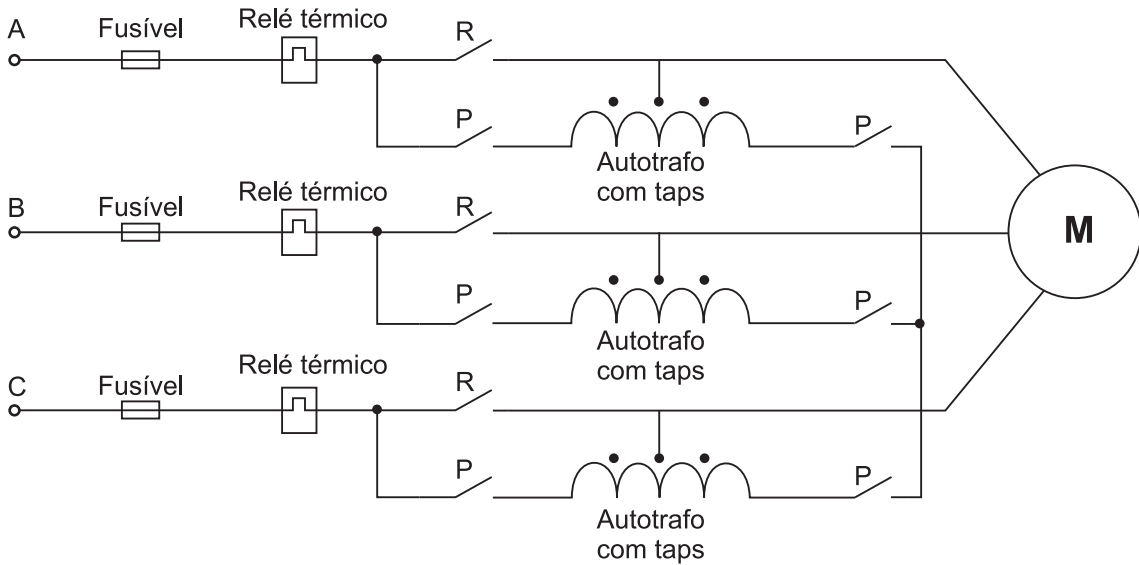 A
Fusível
Relé térmico
R
P
Autotrafo
com taps
P
B
Fusível
Relé térmico
R
P
Autotrafo
com taps
P
M
C
Fusível
Relé térmico
R
P
Autotrafo
com taps
P